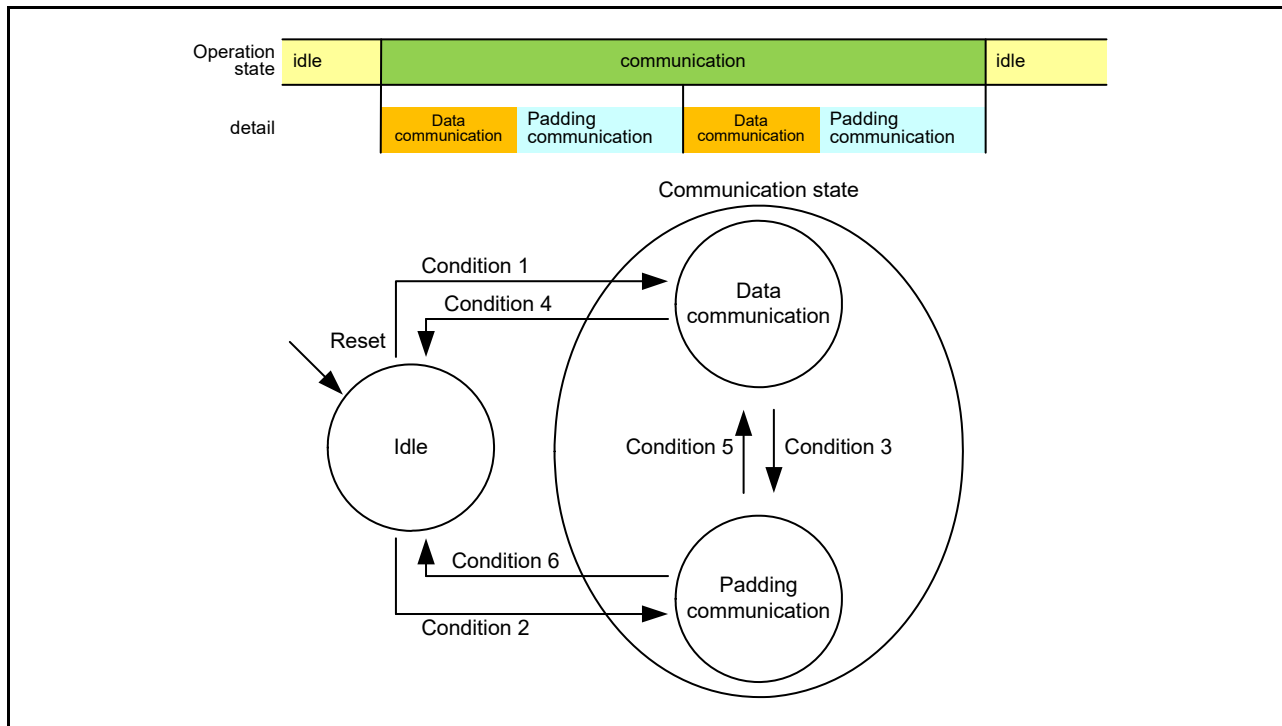 Operation
state
idle
communication
idle
detail
Data
communication
Padding
communication
Data
communication
Padding
communication
Communication state
Condition 1
Data
communication
Condition 4
Reset
Idle
Condition 5
Condition 3
Condition 6
Padding
communication
Condition 2